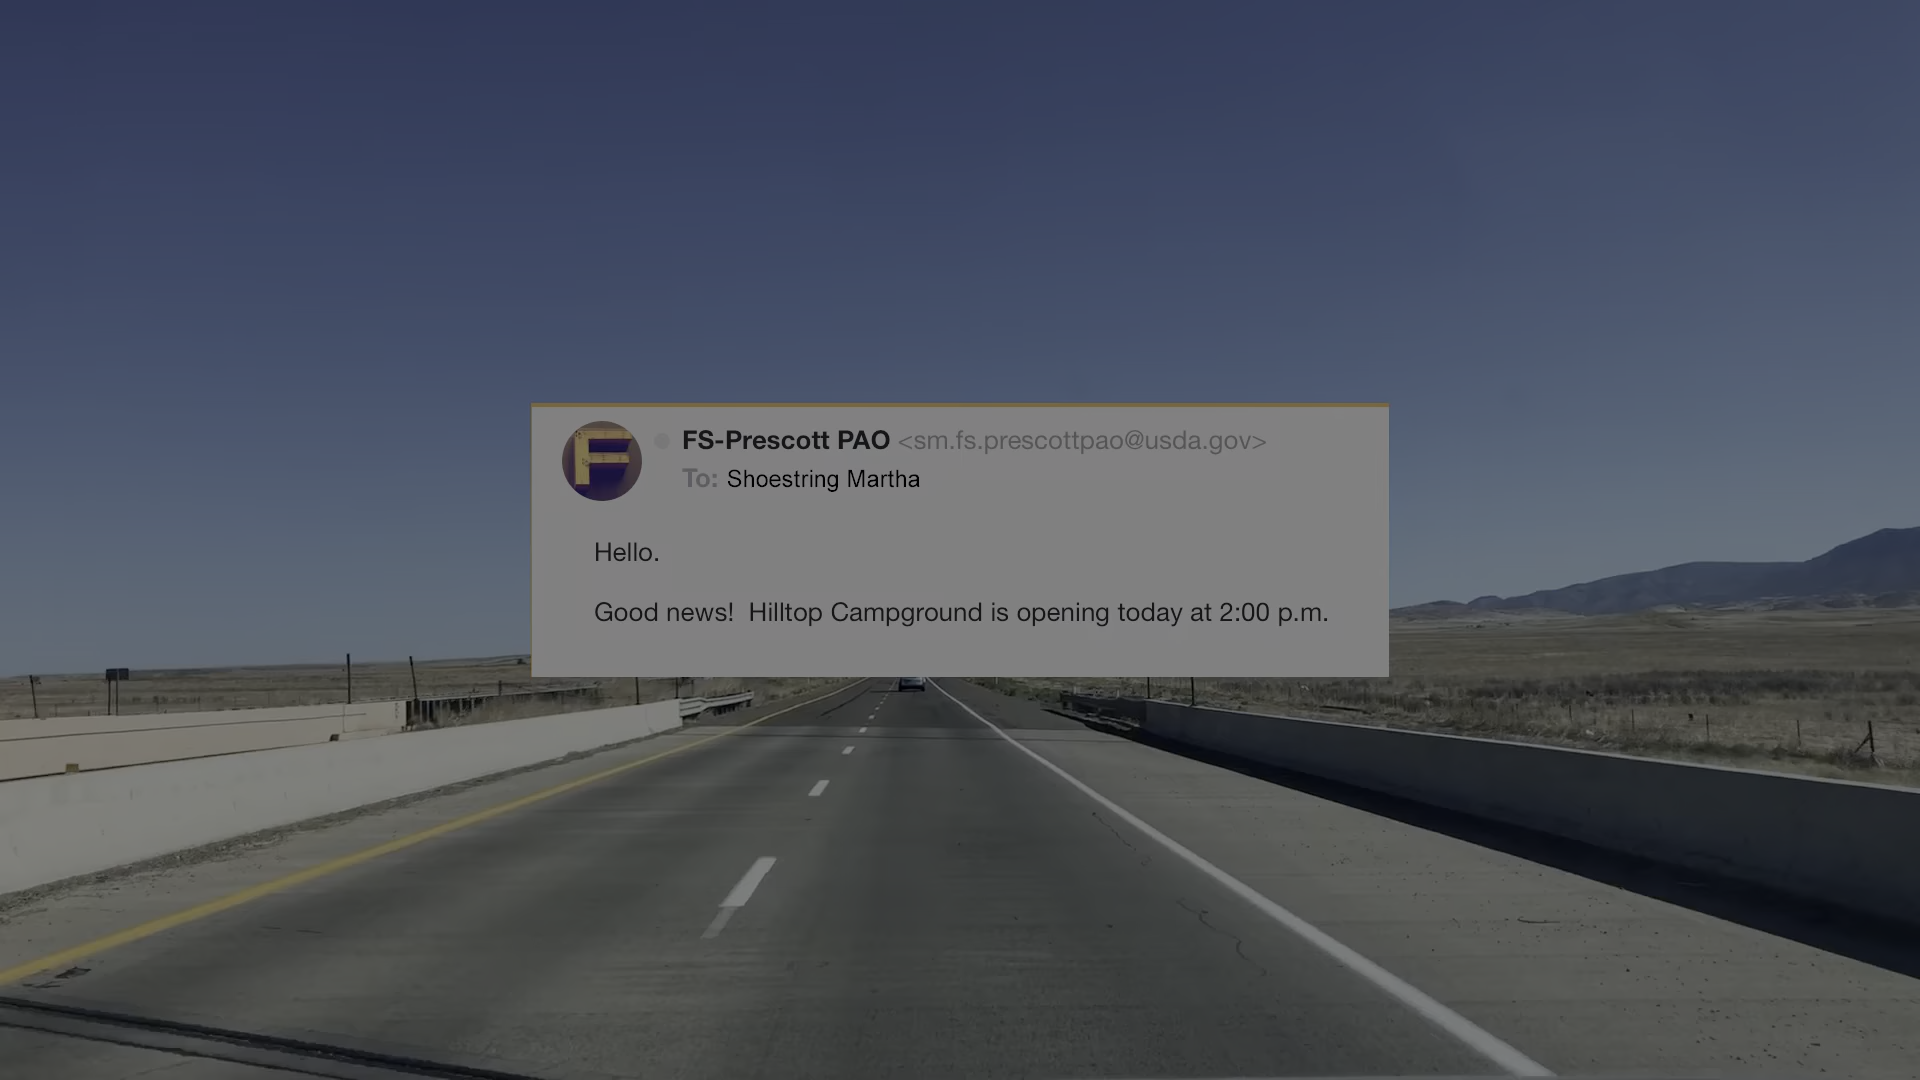 F
FS-Prescott PAO <sm.fs.prescottpao@usda.gov>
To: Shoestring Martha
Hello.
Good news!  Hilltop Campground is opening today at 2:00 p.m.